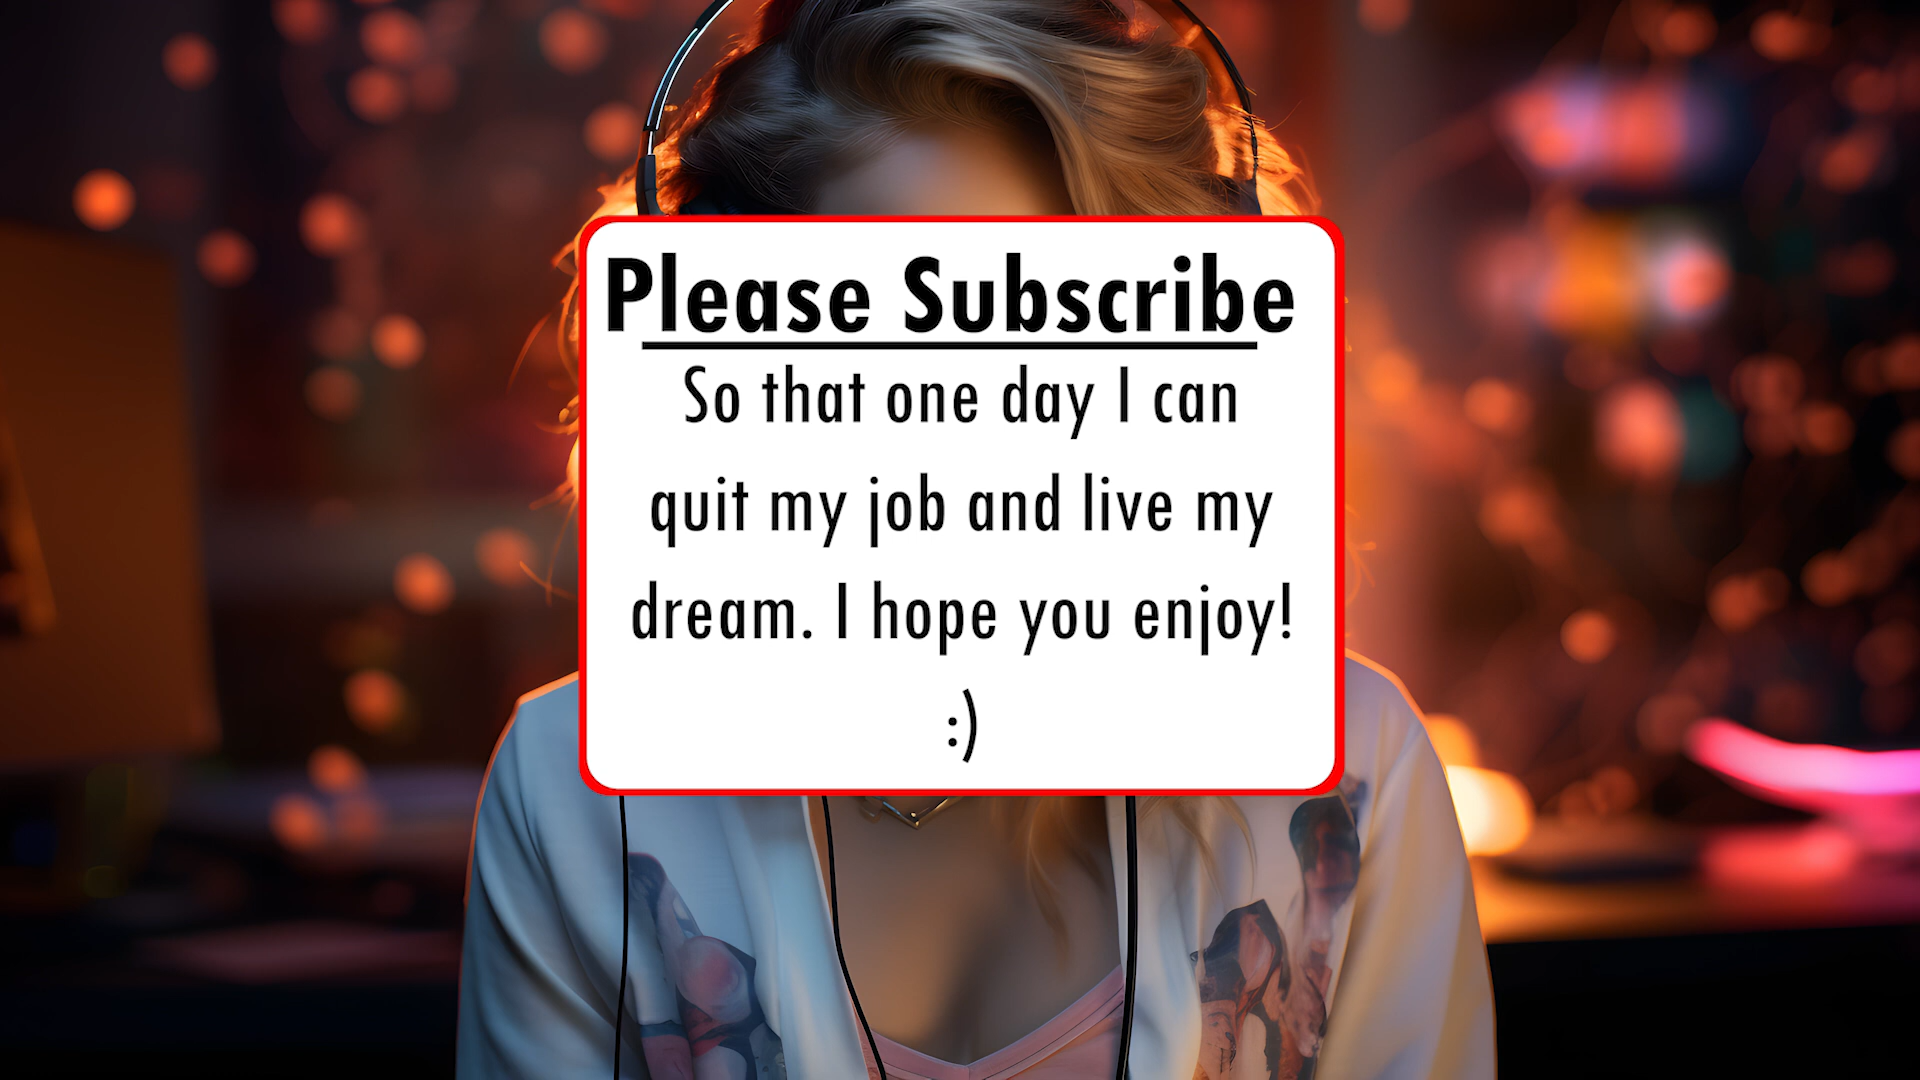 Please Subscribe
So that one day I can
quit my job and live my
dream. I hope you enjoy!
:)